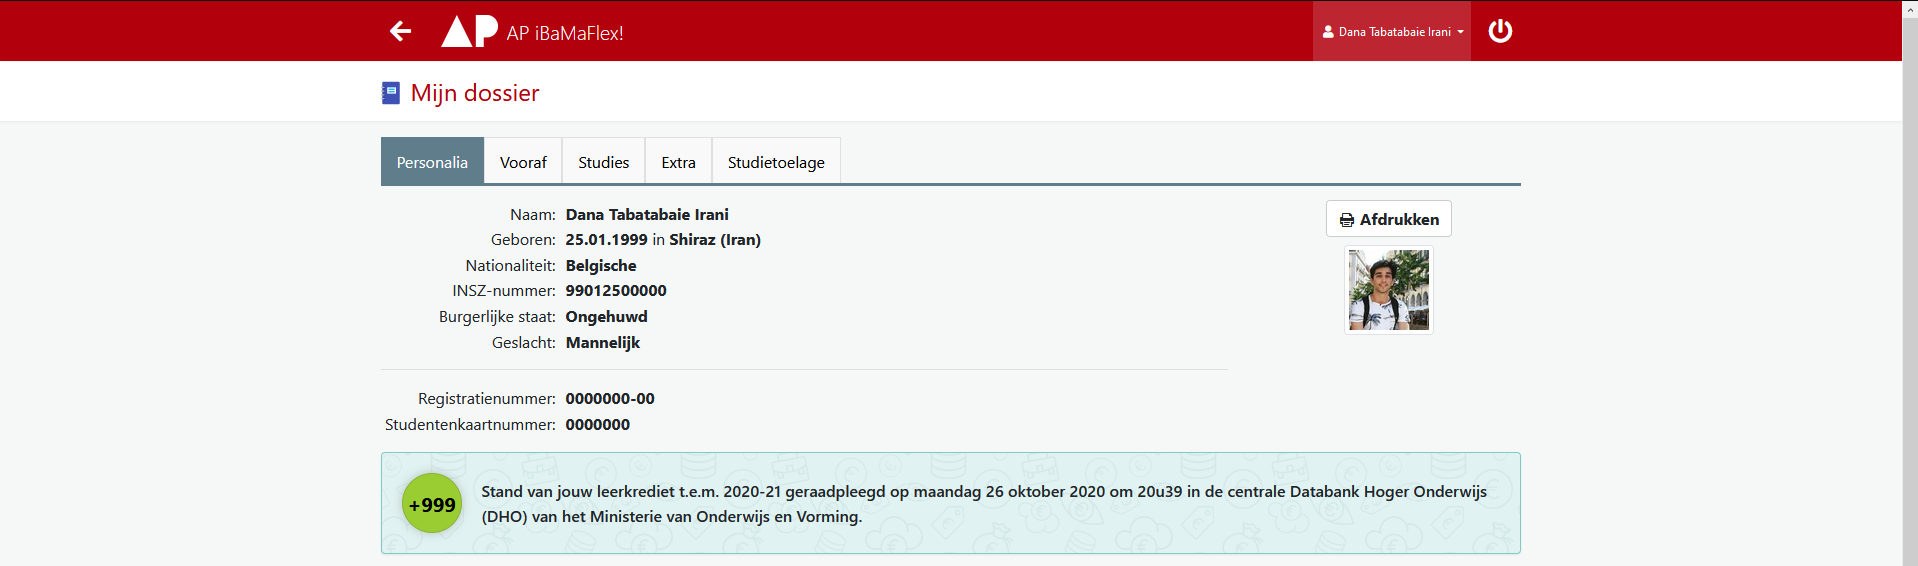 AP AP iBaMaFlex!
Dana Tabatabaie Irani
Mijn dossier
Personalia Vooraf Studies Extra Studietoelage
Naam: Dana Tabatabaie Irani
Afdrukken
Geboren: 25.01.1999 in Shiraz (Iran)
Nationaliteit: Belgische
INSZ-nummer: 99012500000
Burgerlijke staat: Ongehuwd
Geslacht: Mannelijk
Registratienummer: 0000000-00
Studentenkaartnummer: 0000000
+999
Stand van jouw leerkrediet t.e.m. 2020-21 geraadpleegd op maandag 26 oktober 2020 om 20u39 in de centrale Databank Hoger Onderwijs
(DHO) van het Ministerie van Onderwijs en Vorming.